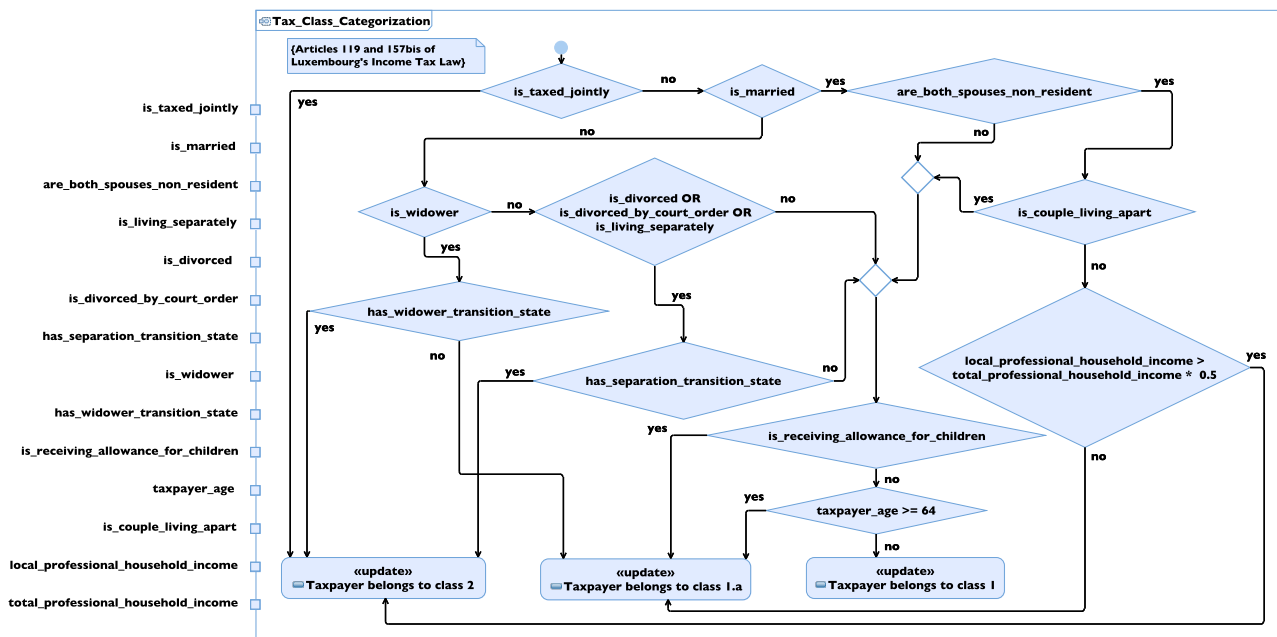 Tax_Class_Categorization
{Articles 119 and 157bis of
Luxembourg's Income Tax Law}
is_taxed_jointly
is_married
are_both_spouses_non_resident
is_living_separately
is_divorced
is_divorced_by_court_order
has_separation_transition_state
is_widower
has_widower_transition_state
is_receiving_allowance_for_children
taxpayer_age
is_couple_living_apart
local_professional_household_income
total_professional_household_income
is_taxed_jointly
yes
no
is_married
yes
no
are_both_spouses_non_resident
yes
no
is_widower
no
yes
is_divorced OR
is_divorced_by_court_order OR
is_living_separately
no
yes
is_couple_living_apart
yes
no
has_widower_transition_state
yes
no
has_separation_transition_state
yes
no
local_professional_household_income >
total_professional_household_income * 0.5
yes
no
is_receiving_allowance_for_children
yes
no
taxpayer_age >= 64
yes
no
«update»
Taxpayer belongs to class 2
«update»
Taxpayer belongs to class 1.a
«update»
Taxpayer belongs to class 1